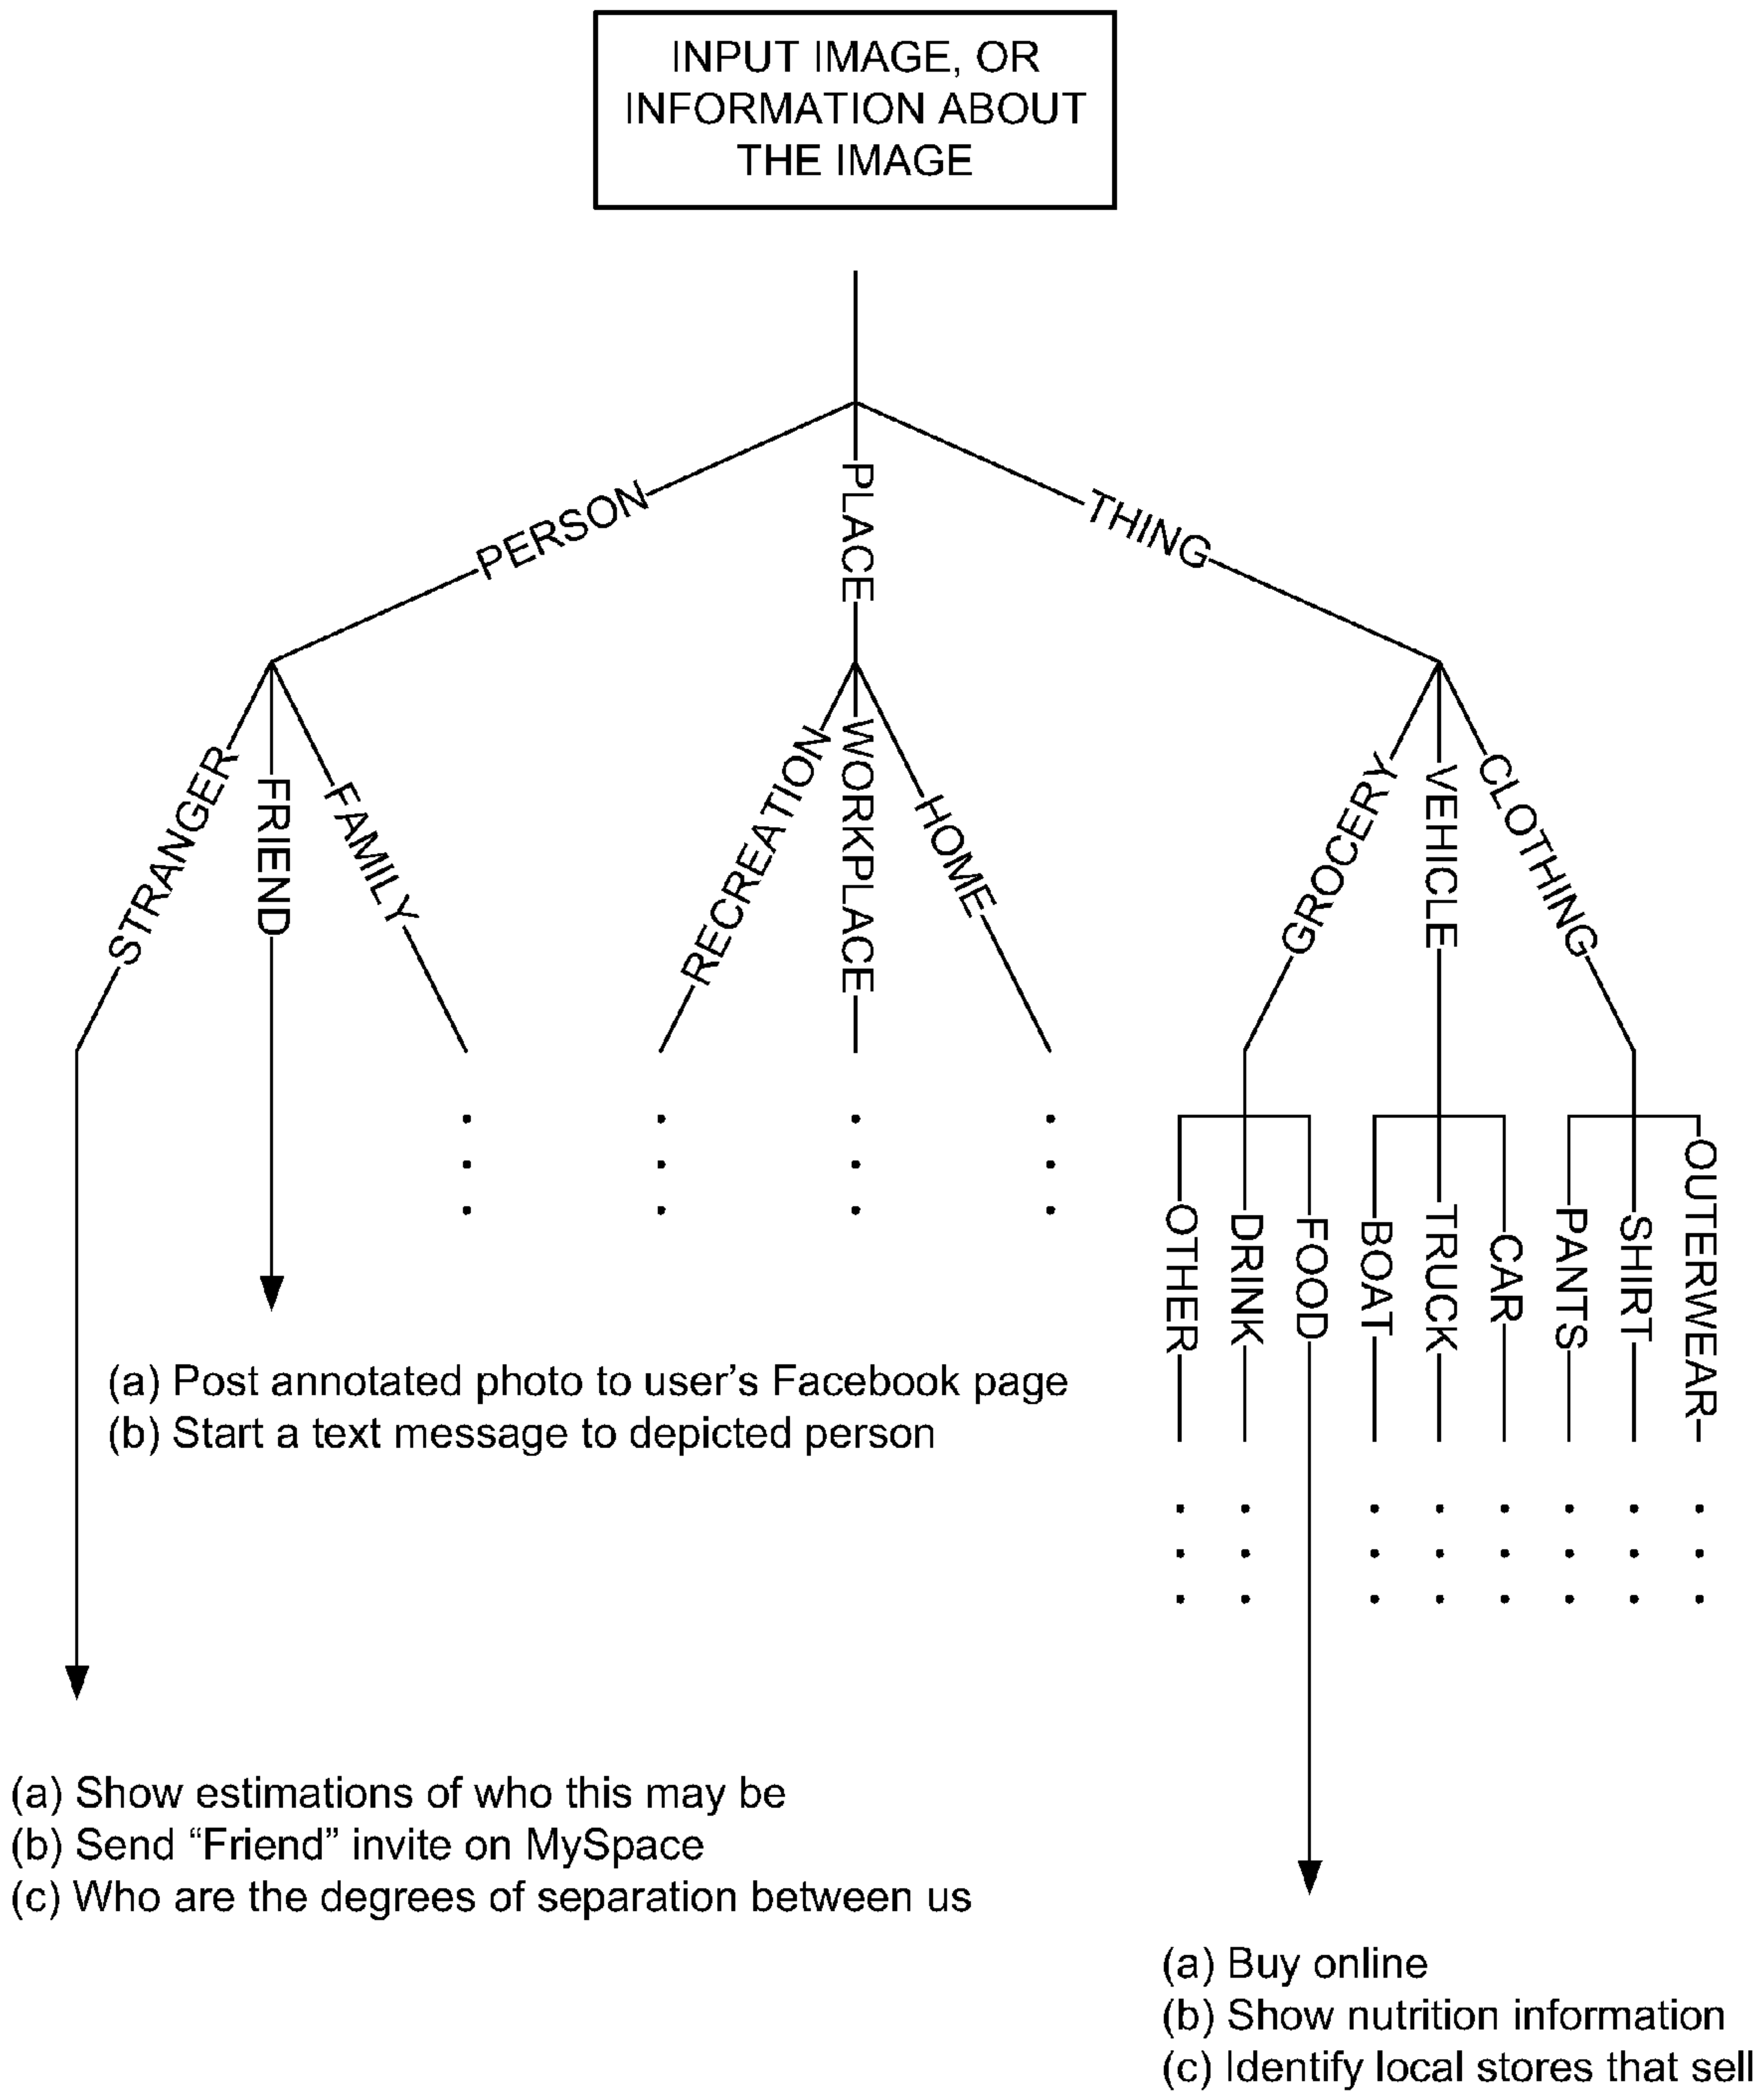 INPUT IMAGE, OR
INFORMATION ABOUT
THE IMAGE
PERSON
PLACE
THING
STRANGER
FRIEND
FAMILY
RECREATION
WORKPLACE
HOME
GROCERY
VEHICLE
CLOTHING
OTHER
DRINK
FOOD
BOAT
TRUCK
CAR
PANTS
SHIRT
OUTERWEAR
(a) Post annotated photo to user’s Facebook page
(b) Start a text message to depicted person
(a) Show estimations of who this may be
(b) Send “Friend” invite on MySpace
(c) Who are the degrees of separation between us
(a) Buy online
(b) Show nutrition information
(c) Identify local stores that sell